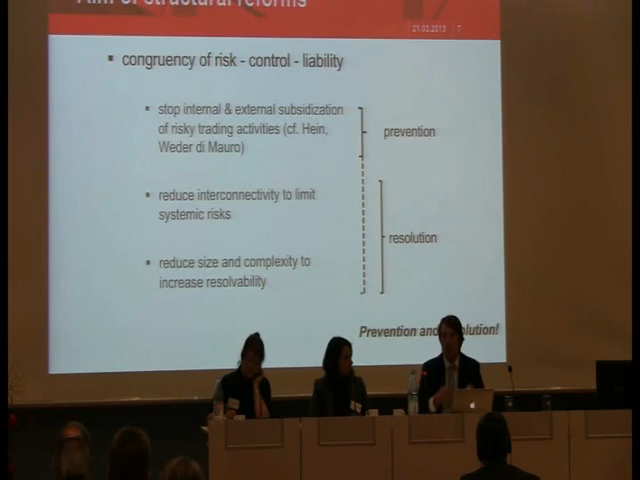 Aim of structural reforms
21.03.2013 7
▪ congruency of risk - control - liability
▪ stop internal & external subsidization
of risky trading activities (cf. Hein,
Weder di Mauro)
prevention
▪ reduce interconnectivity to limit
systemic risks
resolution
▪ reduce size and complexity to
increase resolvability
Prevention and olution!